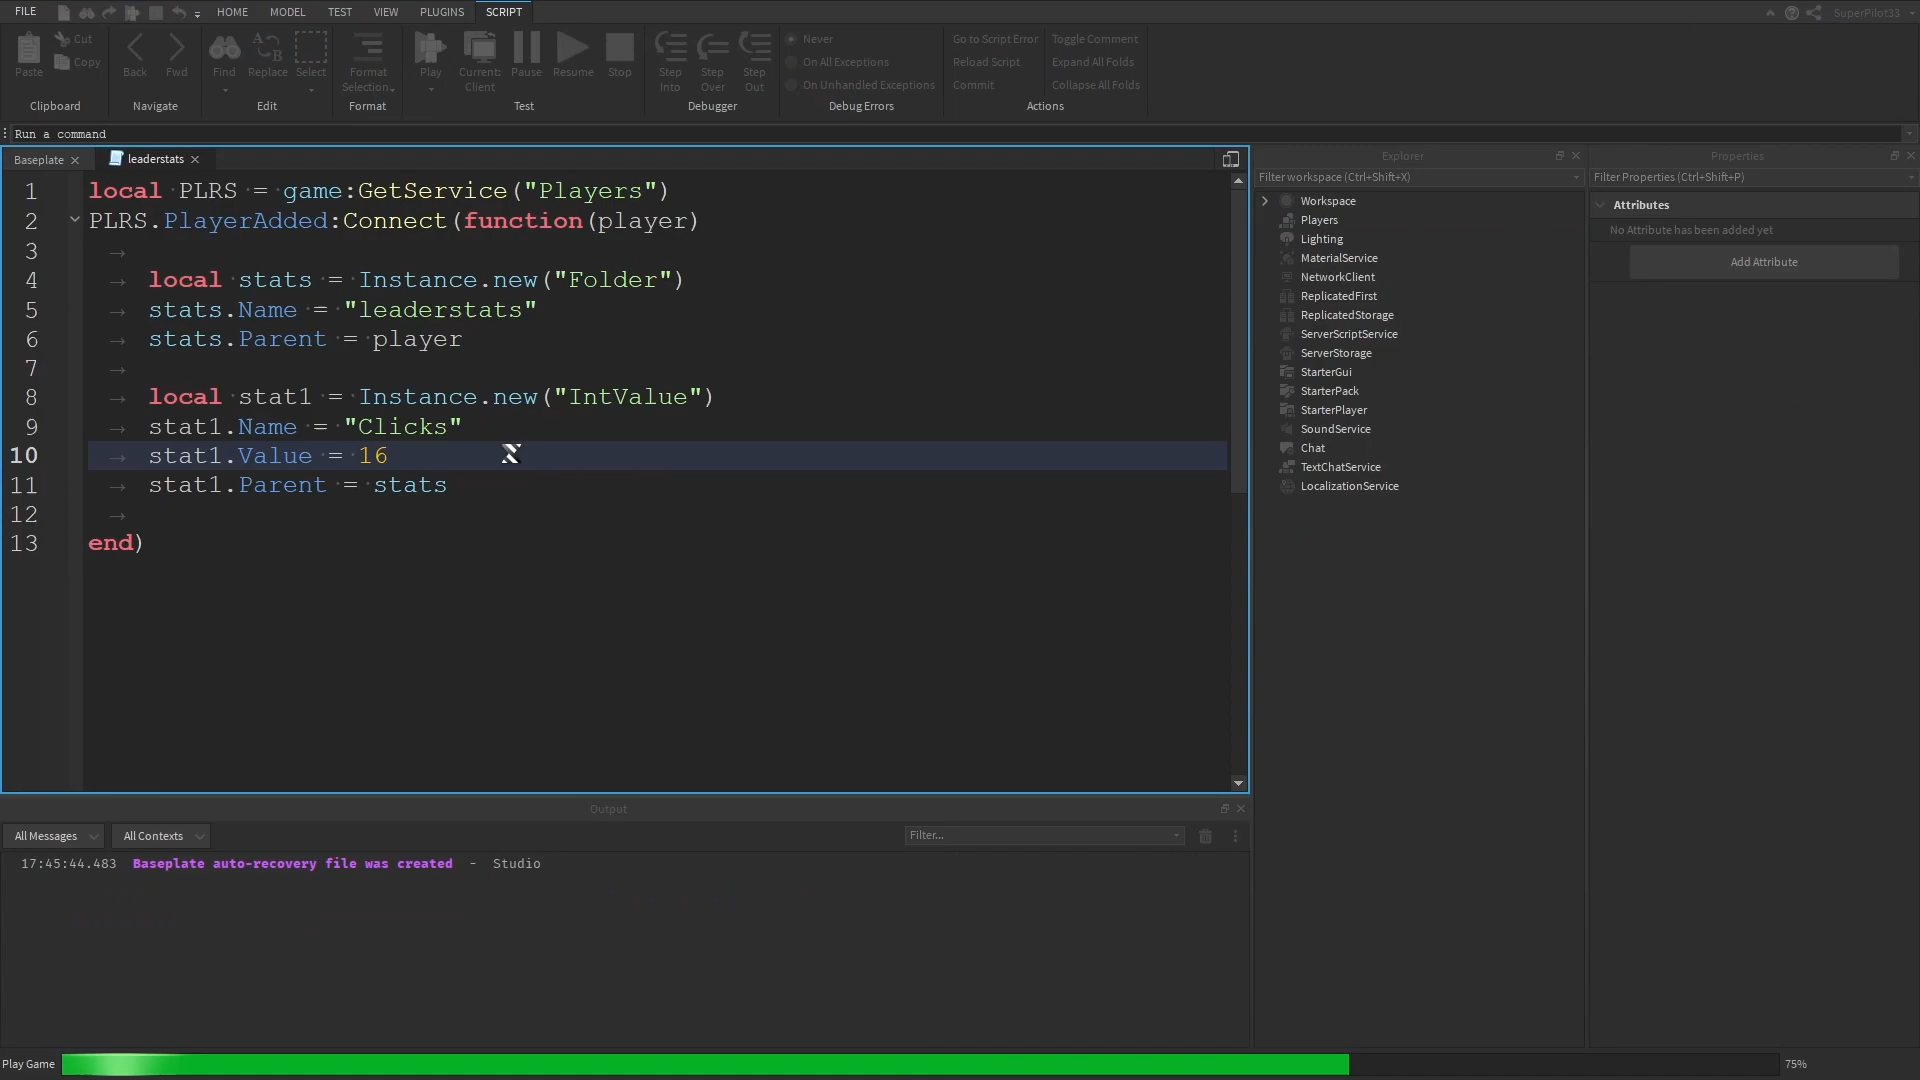 FILE HOME MODEL TEST VIEW PLUGINS SCRIPT SuperPilot33
Paste Cut Copy Back Fwd Find Replace Select Format Selection Play Current: Client Pause Resume Stop Step Into Step Over Step Out
Never Go to Script Error Toggle Comment
On All Exceptions Reload Script Expand All Folds
On Unhandled Exceptions Commit Collapse All Folds
Clipboard Navigate Edit Format Test Debugger Debug Errors Actions
Run a command
Baseplate leaderstats
1 local PLRS = game:GetService("Players")
2 PLRS.PlayerAdded:Connect(function(player)
3
4 local stats = Instance.new("Folder")
5 stats.Name = "leaderstats"
6 stats.Parent = player
7
8 local stat1 = Instance.new("IntValue")
9 stat1.Name = "Clicks"
10 stat1.Value = 16
11 stat1.Parent = stats
12
13 end)
Explorer
Filter workspace (Ctrl+Shift+X)
Workspace
Players
Lighting
MaterialService
NetworkClient
ReplicatedFirst
ReplicatedStorage
ServerScriptService
ServerStorage
StarterGui
StarterPack
StarterPlayer
SoundService
Chat
TextChatService
LocalizationService
Properties
Filter Properties (Ctrl+Shift+P)
Attributes
No Attribute has been added yet
Add Attribute
Output
All Messages All Contexts Filter...
17:45:44.483 Baseplate auto-recovery file was created - Studio
Play Game 75%